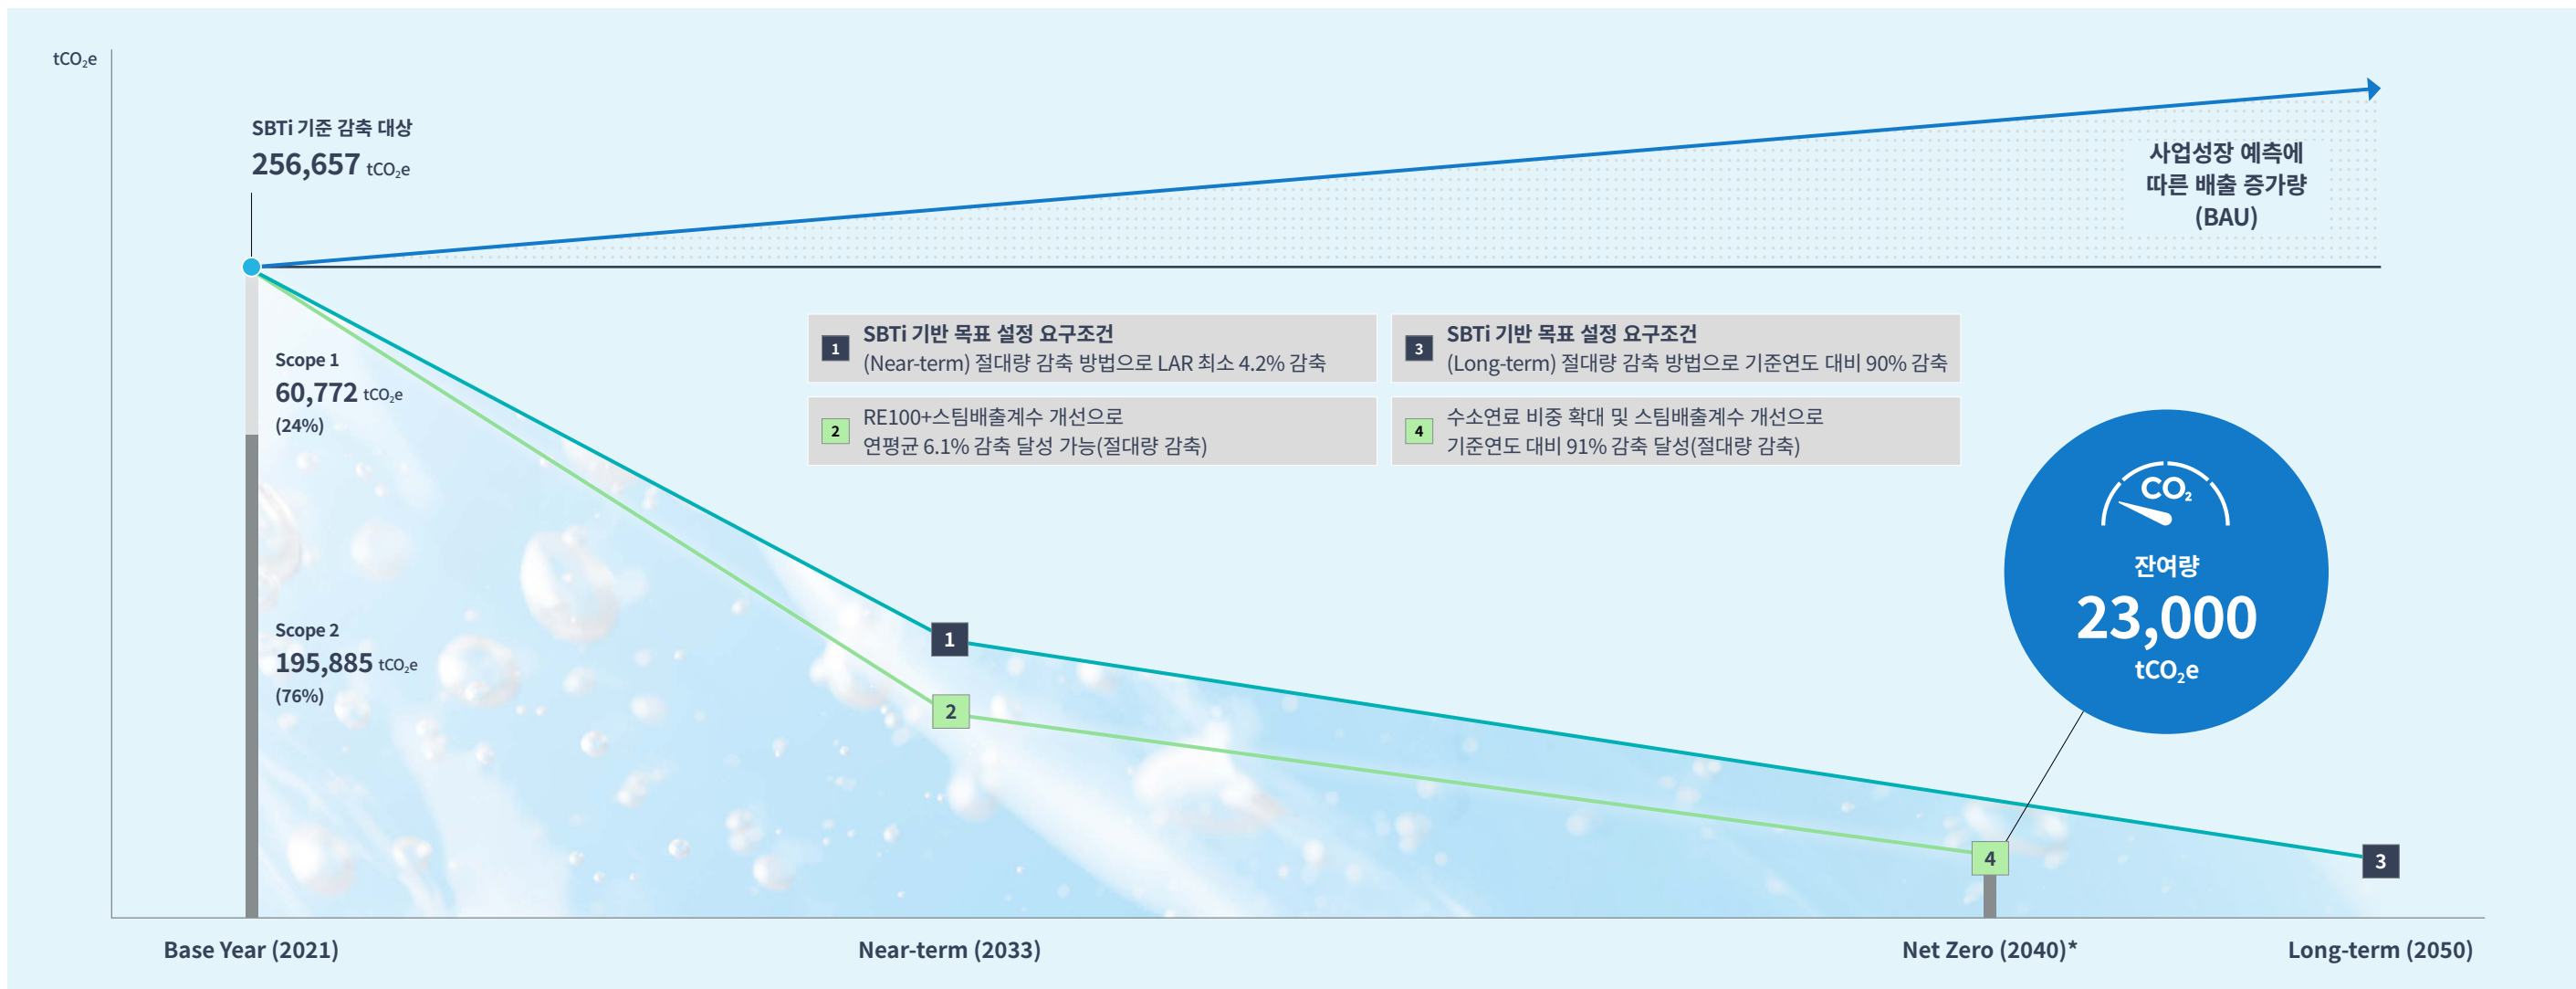 tCO₂e
SBTi 기준 감축 대상
256,657 tCO₂e
사업성장 예측에
따른 배출 증가량
(BAU)
Scope 1
60,772 tCO₂e
(24%)
Scope 2
195,885 tCO₂e
(76%)
1 SBTi 기반 목표 설정 요구조건
(Near-term) 절대량 감축 방법으로 LAR 최소 4.2% 감축
2 RE100+스팀배출계수 개선으로
연평균 6.1% 감축 달성 가능(절대량 감축)
3 SBTi 기반 목표 설정 요구조건
(Long-term) 절대량 감축 방법으로 기준연도 대비 90% 감축
4 수소연료 비중 확대 및 스팀배출계수 개선으로
기준연도 대비 91% 감축 달성(절대량 감축)
CO₂
잔여량
23,000
tCO₂e
1
2
4
3
Base Year (2021)
Near-term (2033)
Net Zero (2040)*
Long-term (2050)